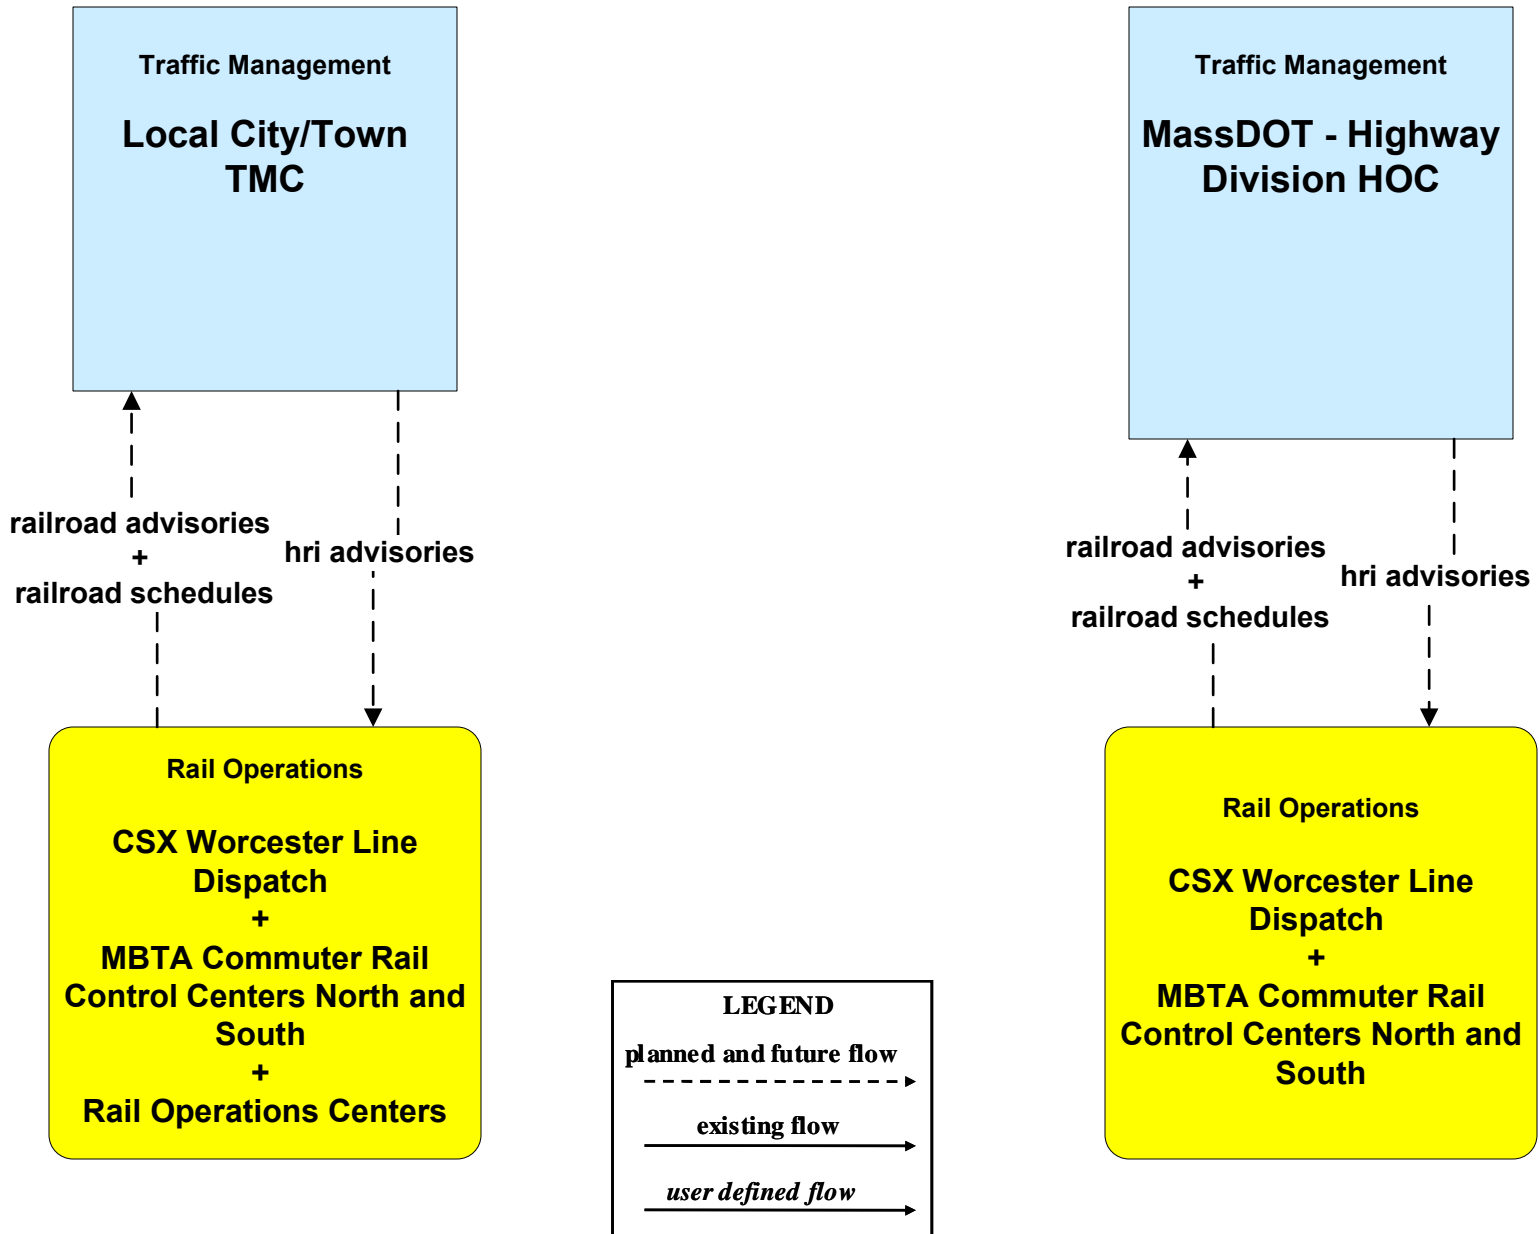 Traffic Management
Local City/Town
TMC
railroad advisories
+
railroad schedules
hri advisories
Rail Operations
CSX Worcester Line
Dispatch
+
MBTA Commuter Rail
Control Centers North and
South
+
Rail Operations Centers
LEGEND
planned and future flow
existing flow
user defined flow
Traffic Management
MassDOT - Highway
Division HOC
railroad advisories
+
railroad schedules
hri advisories
Rail Operations
CSX Worcester Line
Dispatch
+
MBTA Commuter Rail
Control Centers North and
South